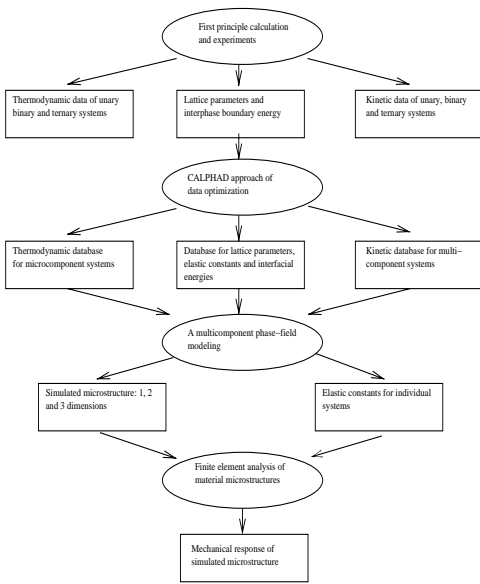 First principle calculation
and experiments
Thermodynamic data of unary
binary and ternary systems
Lattice parameters and
interphase boundary energy
Kinetic data of unary, binary
and ternary systems
CALPHAD approach of
data optimization
Thermodynamic database
for microcomponent systems
Database for lattice parameters,
elastic constants and interfacial
energies
Kinetic database for multi−
component systems
A multicomponent phase−field
modeling
Simulated microstructure: 1, 2
and 3 dimensions
Elastic constants for individual
systems
Finite element analysis of
material microstructures
Mechanical response of
simulated microstructure